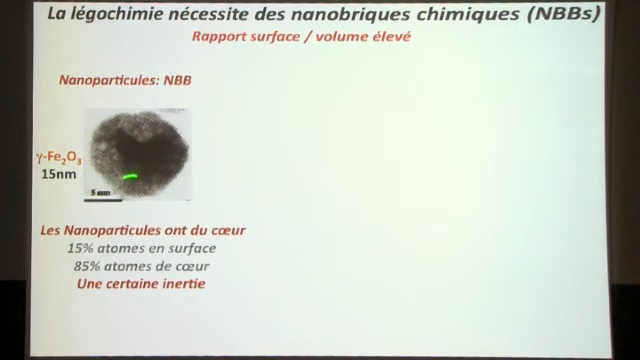 La légochimie nécessite des nanobriques chimiques (NBBs)
Rapport surface / volume élevé
Nanoparticules: NBB
γ-Fe₂O₃
15nm
5 nm
Les Nanoparticules ont du cœur
15% atomes en surface
85% atomes de cœur
Une certaine inertie